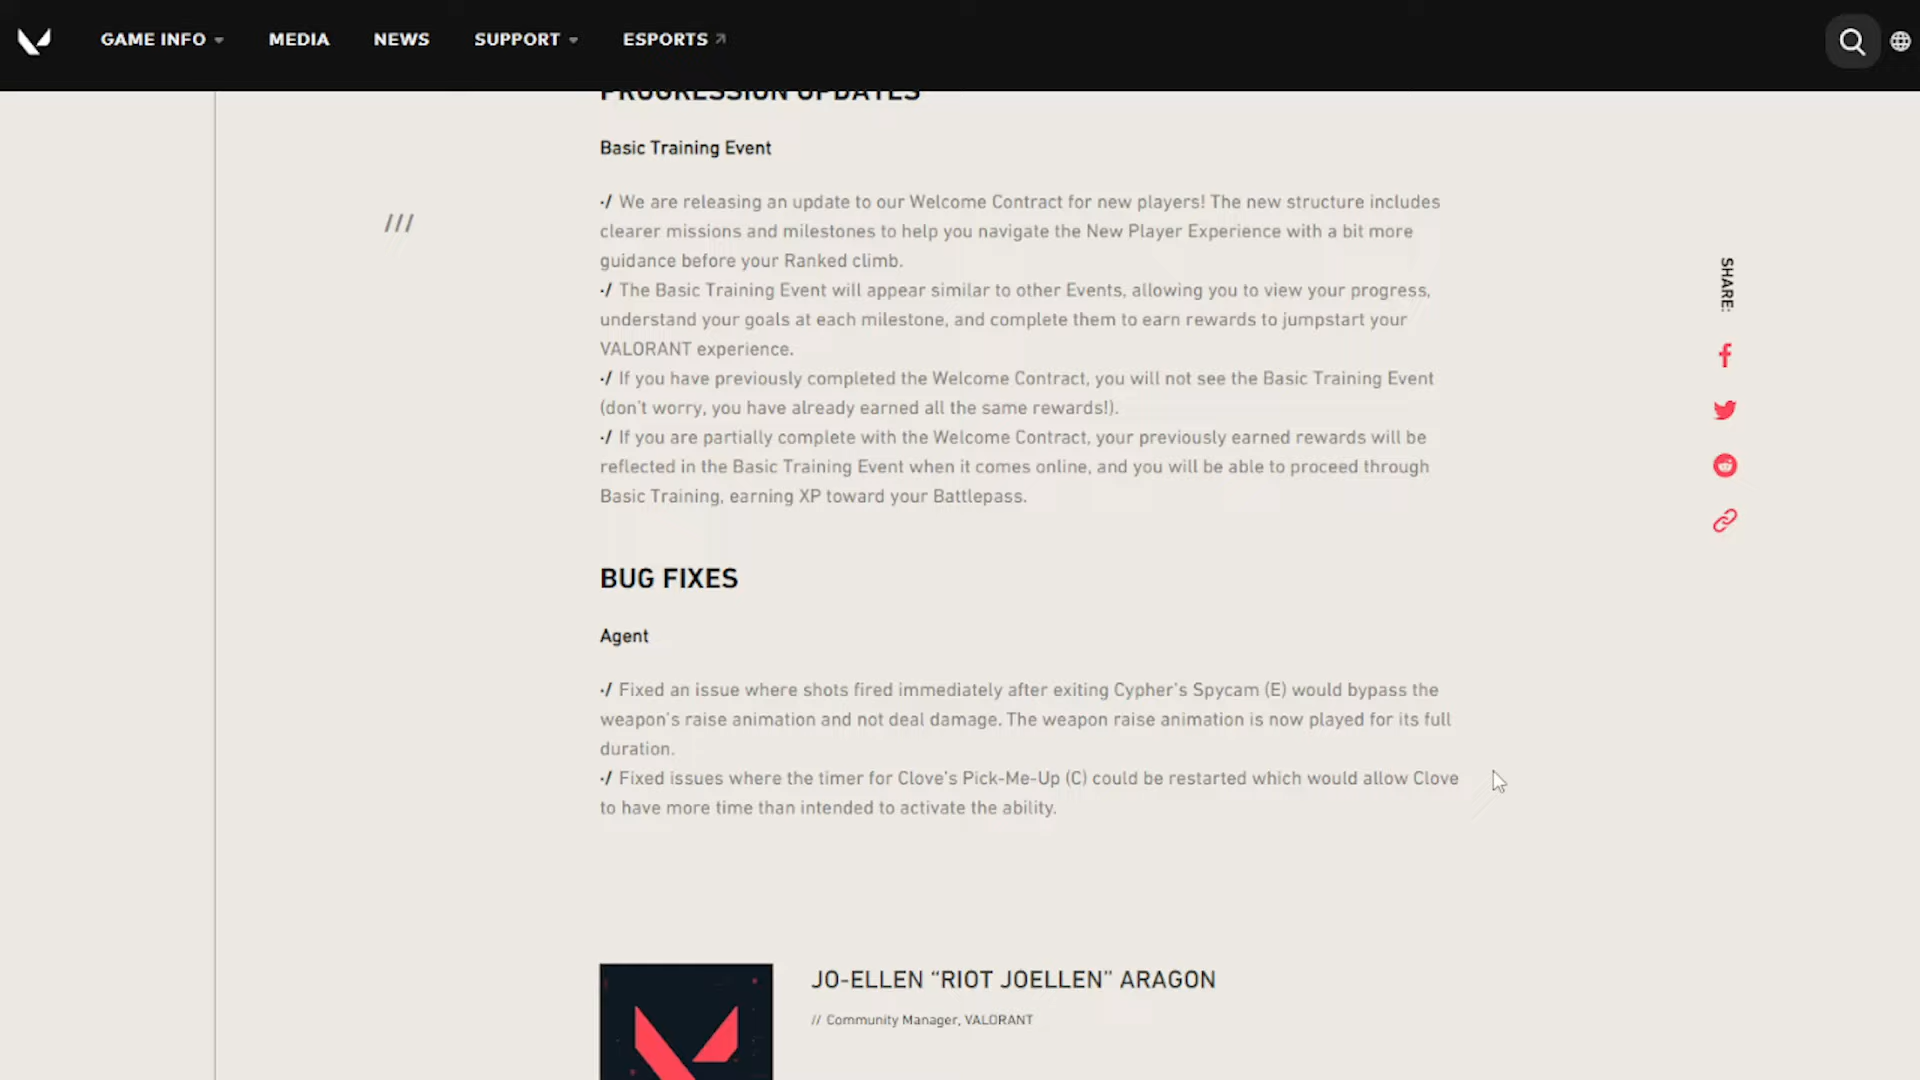 GAME INFO
MEDIA
NEWS
SUPPORT
ESPORTS
PROGRESSION UPDATES
Basic Training Event
·/ We are releasing an update to our Welcome Contract for new players! The new structure includes
clearer missions and milestones to help you navigate the New Player Experience with a bit more
guidance before your Ranked climb.
·/ The Basic Training Event will appear similar to other Events, allowing you to view your progress,
understand your goals at each milestone, and complete them to earn rewards to jumpstart your
VALORANT experience.
·/ If you have previously completed the Welcome Contract, you will not see the Basic Training Event
(don't worry, you have already earned all the same rewards!).
·/ If you are partially complete with the Welcome Contract, your previously earned rewards will be
reflected in the Basic Training Event when it comes online, and you will be able to proceed through
Basic Training, earning XP toward your Battlepass.
///
SHARE:
BUG FIXES
Agent
·/ Fixed an issue where shots fired immediately after exiting Cypher's Spycam (E) would bypass the
weapon's raise animation and not deal damage. The weapon raise animation is now played for its full
duration.
·/ Fixed issues where the timer for Clove's Pick-Me-Up (C) could be restarted which would allow Clove
to have more time than intended to activate the ability.
JO-ELLEN “RIOT JOELLEN” ARAGON
// Community Manager, VALORANT